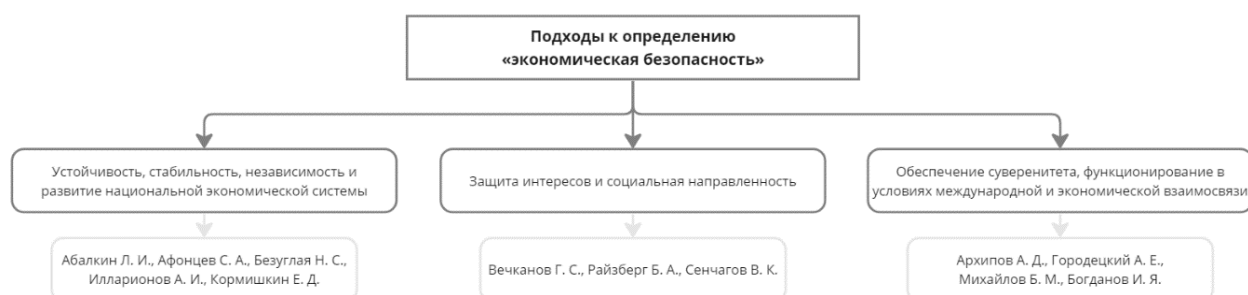 Подходы к определению
«экономическая безопасность»
Устойчивость, стабильность, независимость и
развитие национальной экономической системы
Защита интересов и социальная направленность
Обеспечение суверенитета, функционирование в
условиях международной и экономической взаимосвязи
Абалкин Л. И., Афонцев С. А., Безуглая Н. С.,
Илларионов А. И., Кормишкин Е. Д.
Вечканов Г. С., Райзберг Б. А., Сенчагов В. К.
Архипов А. Д., Городецкий А. Е.,
Михайлов Б. М., Богданов И. Я.